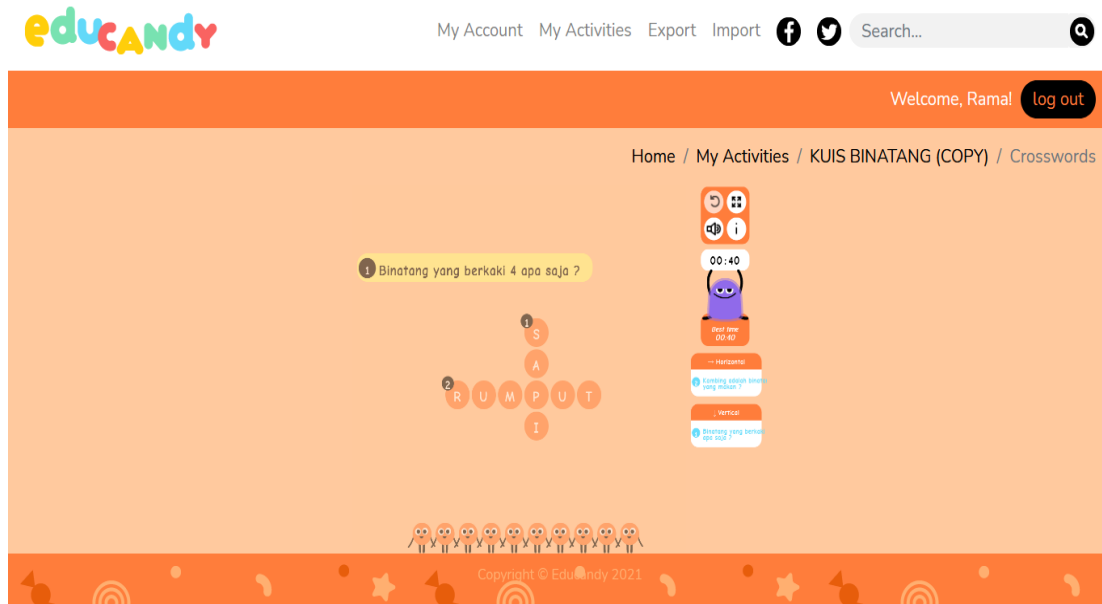 eduCANDY
My Account My Activities Export Import Search...
Welcome, Rama! log out
Home / My Activities / KUIS BINATANG (COPY) / Crosswords
i
00:40
1 Binatang yang berkaki 4 apa saja ?
Best time
00:40
1
S
A
2
R U M P U T
I
→ Horizontal
Kambing adalah binatang
yang makan ?
↓ Vertical
Binatang yang berkaki
apa saja ?
Copyright © Educandy 2021